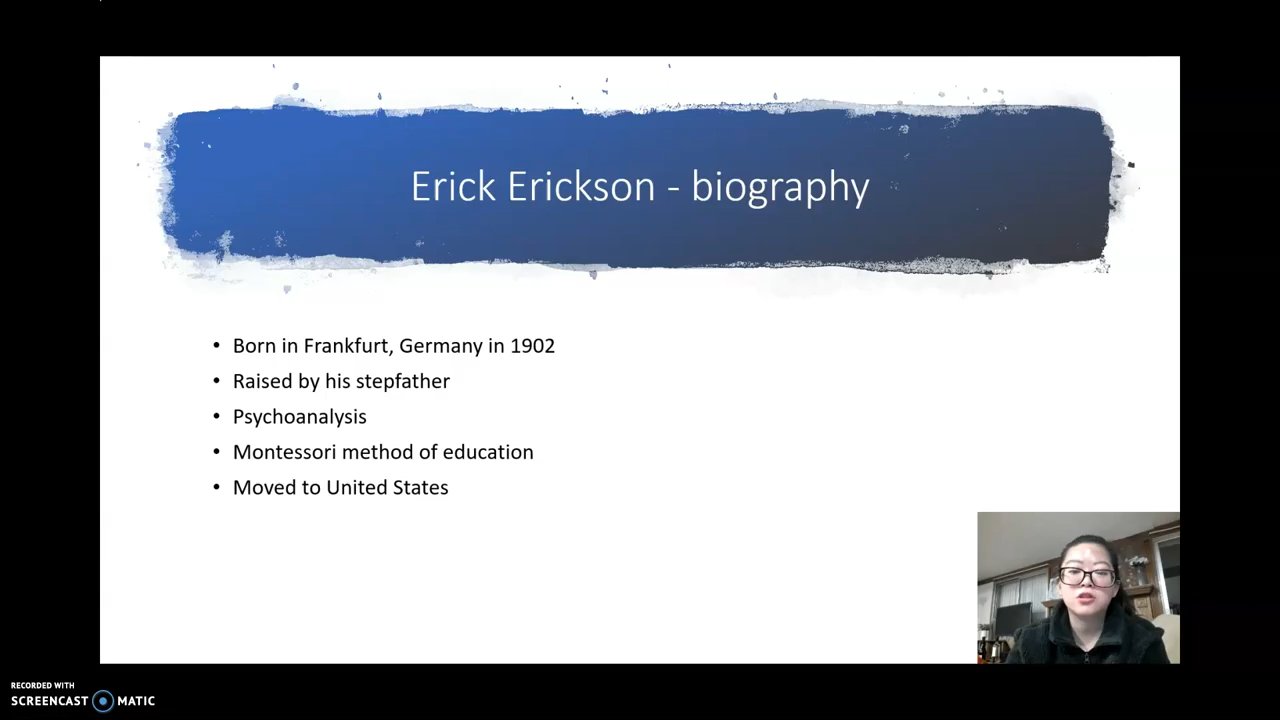 Erick Erickson - biography
• Born in Frankfurt, Germany in 1902
• Raised by his stepfather
• Psychoanalysis
• Montessori method of education
• Moved to United States
RECORDED WITH
SCREENCAST MATIC